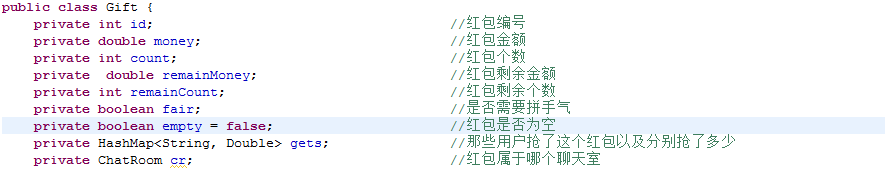 public class Gift {
    private int id;                                     //红包编号
    private double money;                               //红包金额
    private int count;                                  //红包个数
    private  double remainMoney;                        //红包剩余金额
    private int remainCount;                            //红包剩余个数
    private boolean fair;                               //是否需要拼手气
    private boolean empty = false;                      //红包是否为空
    private HashMap<String, Double> gets;               //那些用户抢了这个红包以及分别抢了多少
    private ChatRoom cr;                                //红包属于哪个聊天室